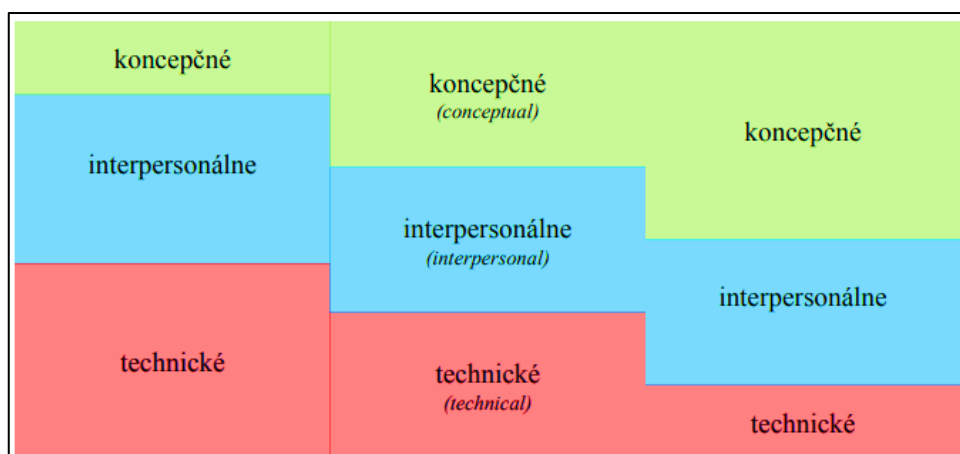 koncepčné
interpersonálne
technické
koncepčné
(conceptual)
interpersonálne
(interpersonal)
technické
(technical)
koncepčné
interpersonálne
technické